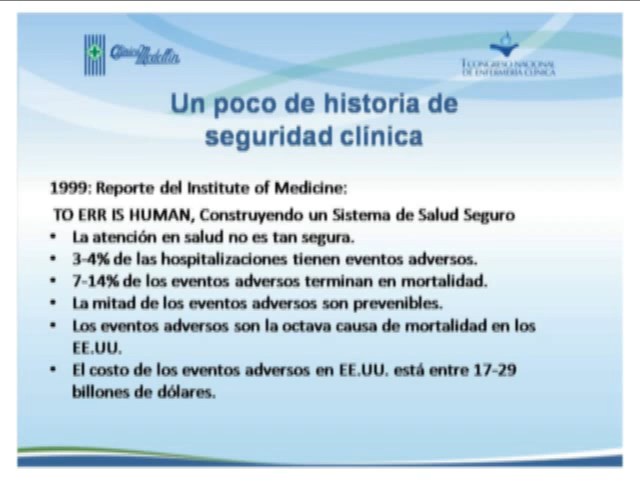 Clínica Medellín
I CONGRESO NACIONAL
DE ENFERMERÍA CLÍNICA
Un poco de historia de
seguridad clínica
1999: Reporte del Institute of Medicine:
TO ERR IS HUMAN, Construyendo un Sistema de Salud Seguro
• La atención en salud no es tan segura.
• 3-4% de las hospitalizaciones tienen eventos adversos.
• 7-14% de los eventos adversos terminan en mortalidad.
• La mitad de los eventos adversos son prevenibles.
• Los eventos adversos son la octava causa de mortalidad en los
EE.UU.
• El costo de los eventos adversos en EE.UU. está entre 17-29
billones de dólares.